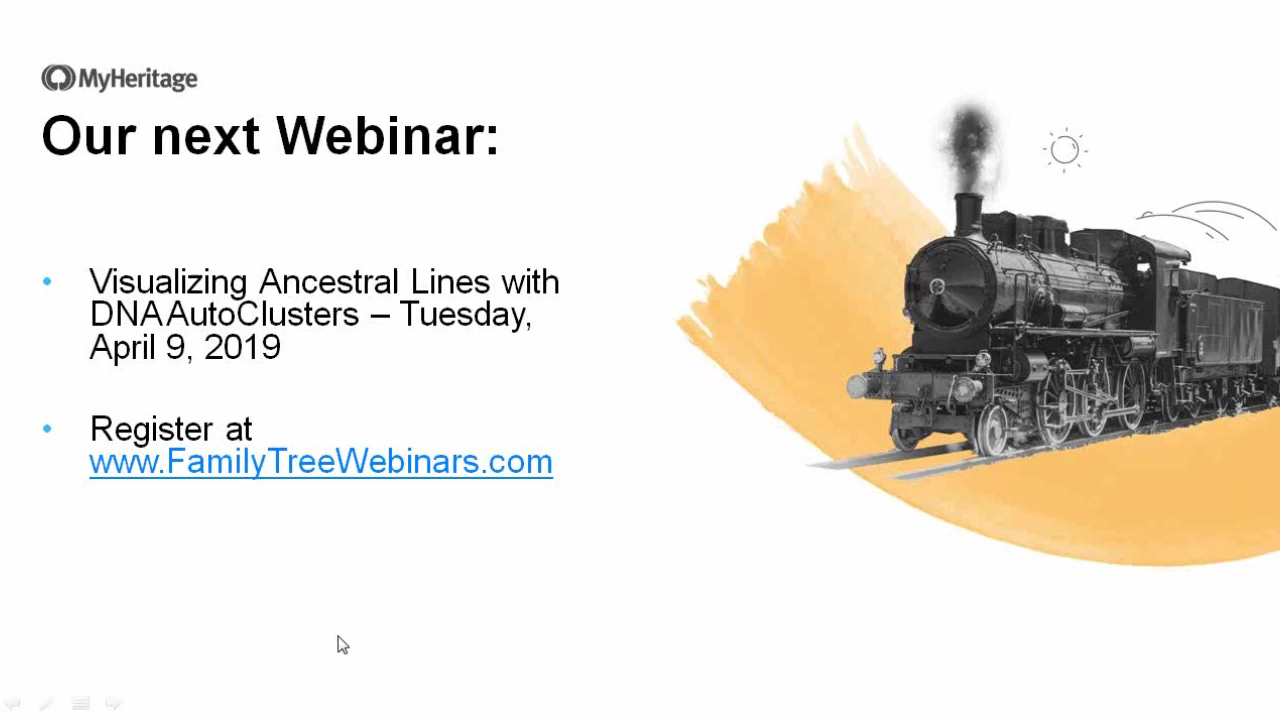 MyHeritage
Our next Webinar:
• Visualizing Ancestral Lines with
DNA AutoClusters – Tuesday,
April 9, 2019
• Register at
www.FamilyTreeWebinars.com